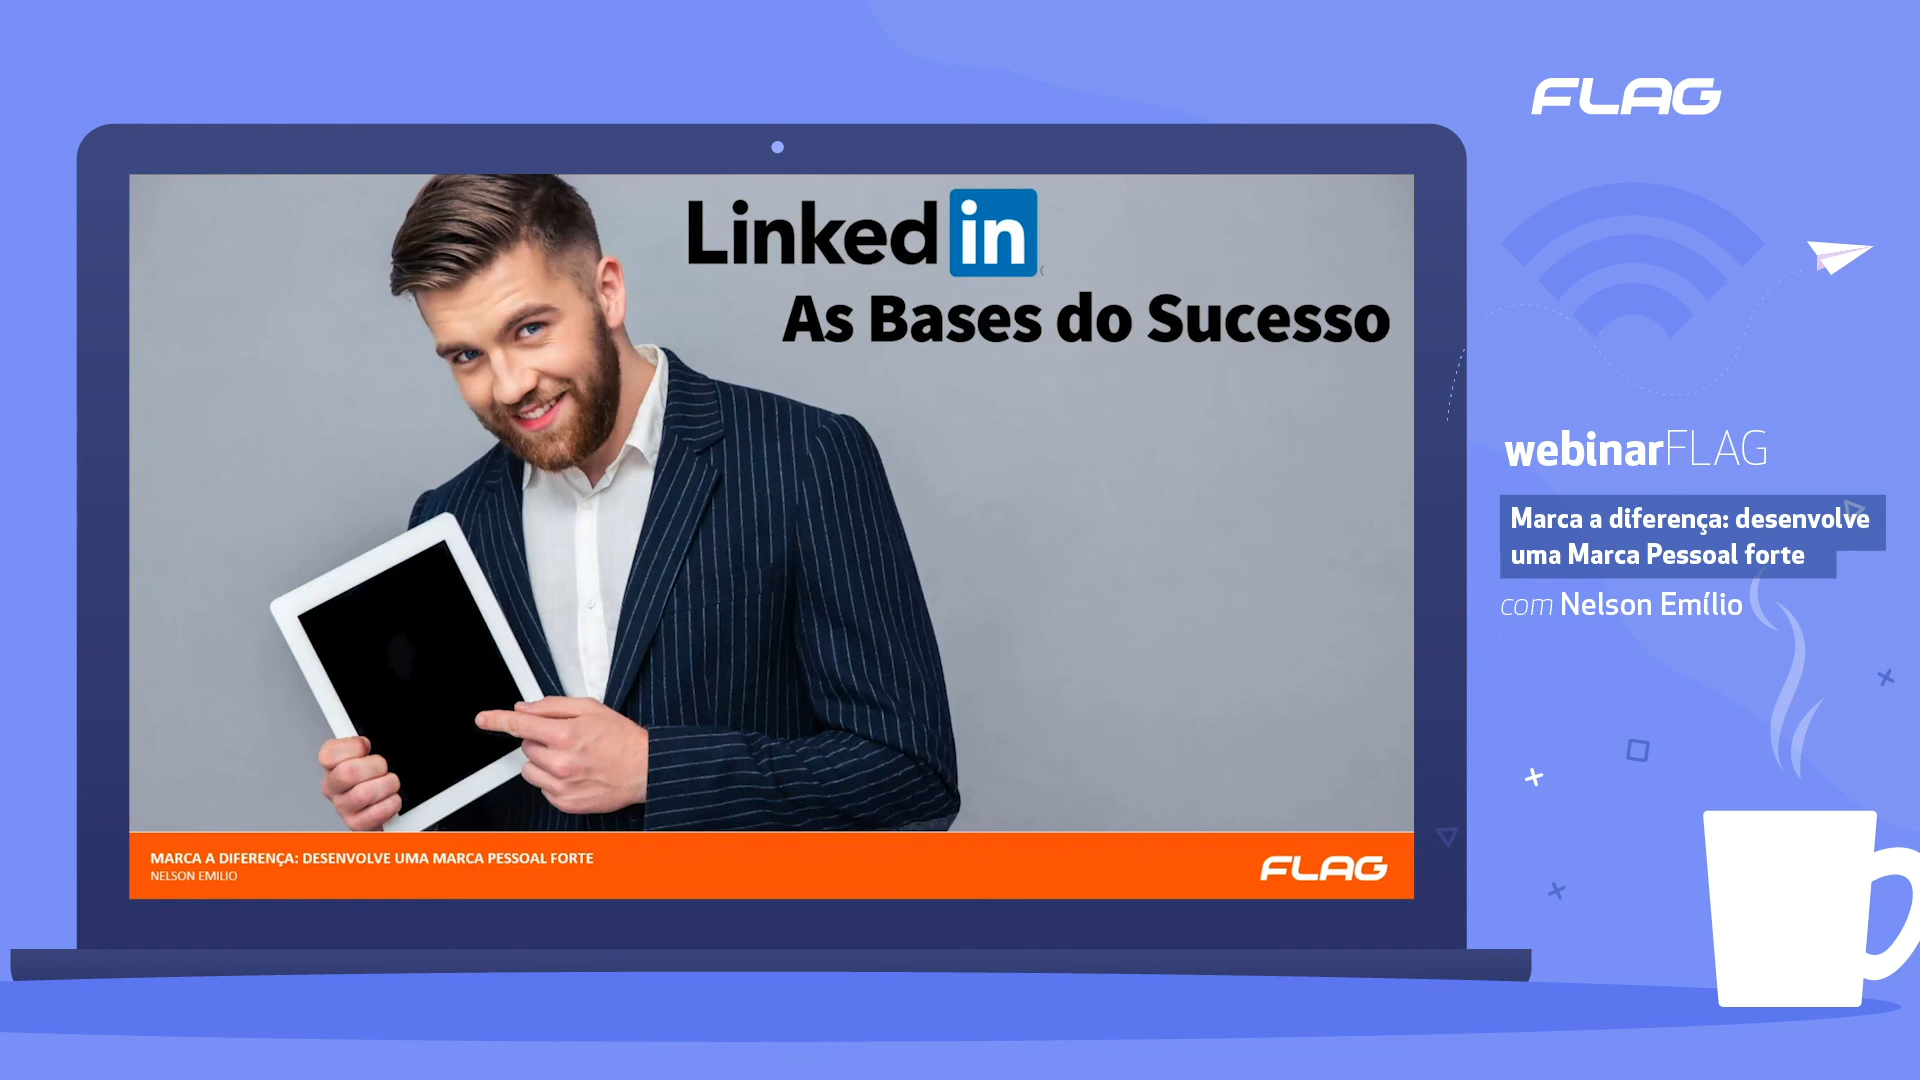 Linked in
As Bases do Sucesso
MARCA A DIFERENÇA: DESENVOLVE UMA MARCA PESSOAL FORTE
NELSON EMILIO
FLAG
FLAG
webinarFLAG
Marca a diferença: desenvolve
uma Marca Pessoal forte
com Nelson Emílio